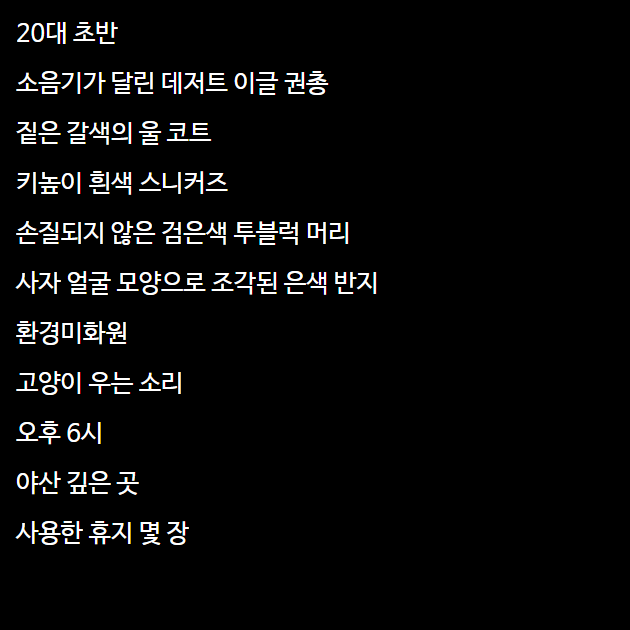 20대 초반
소음기가 달린 데저트 이글 권총
짙은 갈색의 울 코트
키높이 흰색 스니커즈
손질되지 않은 검은색 투블럭 머리
사자 얼굴 모양으로 조각된 은색 반지
환경미화원
고양이 우는 소리
오후 6시
야산 깊은 곳
사용한 휴지 몇 장